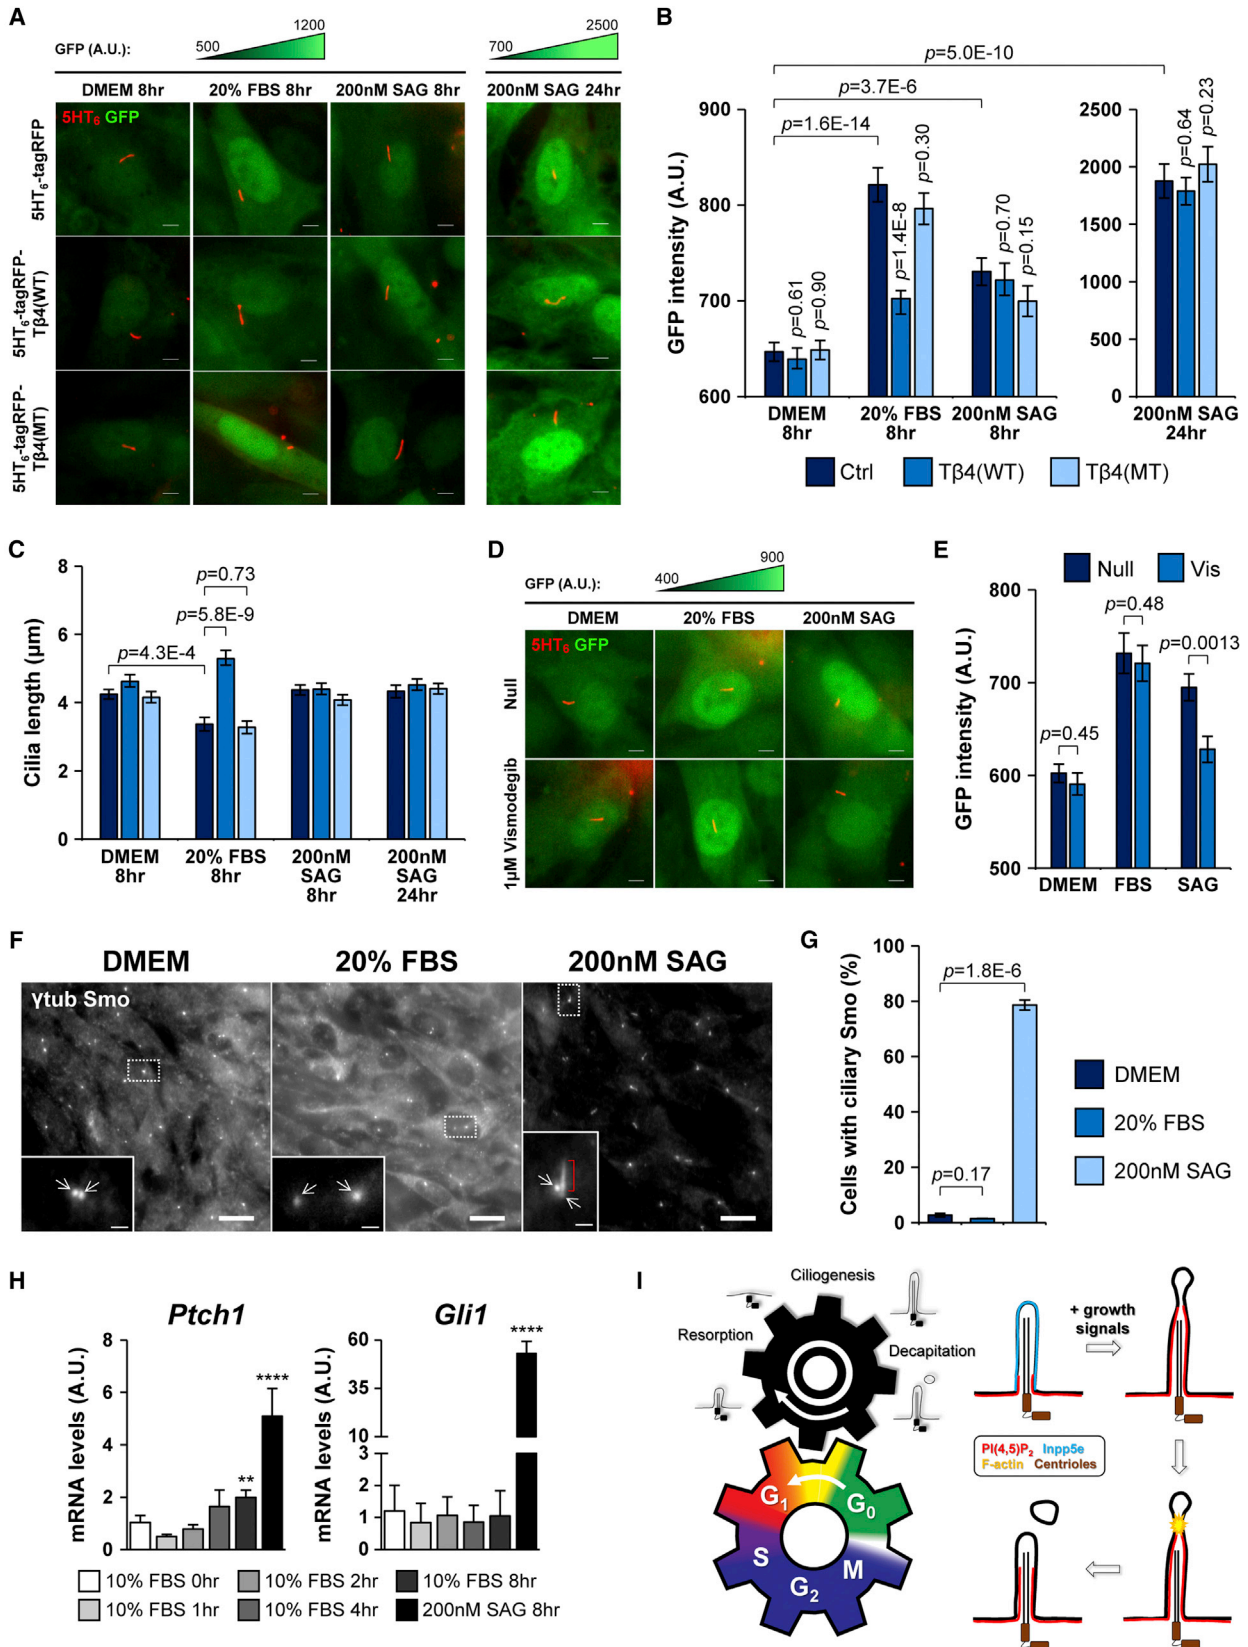 A
GFP (A.U.):
500
1200
700
2500
DMEM 8hr
20% FBS 8hr
200nM SAG 8hr
200nM SAG 24hr
5HT6 GFP
5HT6-tagRFP
5HT6-tagRFP-
Tβ4(WT)
5HT6-tagRFP-
Tβ4(MT)
B
GFP intensity (A.U.)
900
800
700
600
p=5.0E-10
p=3.7E-6
p=1.6E-14
p=0.61
p=0.90
p=1.4E-8
p=0.30
p=0.70
p=0.15
2500
2000
1500
1000
500
0
p=0.64
p=0.23
DMEM
8hr
20% FBS
8hr
200nM SAG
8hr
200nM SAG
24hr
Ctrl
Tβ4(WT)
Tβ4(MT)
C
Cilia length (μm)
8
6
4
2
0
p=0.73
p=5.8E-9
p=4.3E-4
DMEM
8hr
20% FBS
8hr
200nM
SAG
8hr
200nM
SAG
24hr
D
GFP (A.U.):
400
900
DMEM
20% FBS
200nM SAG
5HT6 GFP
Null
1μM Vismodegib
E
Null
Vis
GFP intensity (A.U.)
800
700
600
500
p=0.48
p=0.0013
p=0.45
DMEM
FBS
SAG
F
DMEM
20% FBS
200nM SAG
γtub Smo
G
Cells with ciliary Smo (%)
100
80
60
40
20
0
p=1.8E-6
p=0.17
DMEM
20% FBS
200nM SAG
H
Ptch1
mRNA levels (A.U.)
8
6
4
2
0
**
****
Gli1
mRNA levels (A.U.)
60
35
10
3
2
1
0
****
10% FBS 0hr
10% FBS 2hr
10% FBS 8hr
10% FBS 1hr
10% FBS 4hr
200nM SAG 8hr
I
Ciliogenesis
Resorption
Decapitation
G1
G0
S
G2
M
+ growth
signals
PI(4,5)P2 Inpp5e
F-actin Centrioles